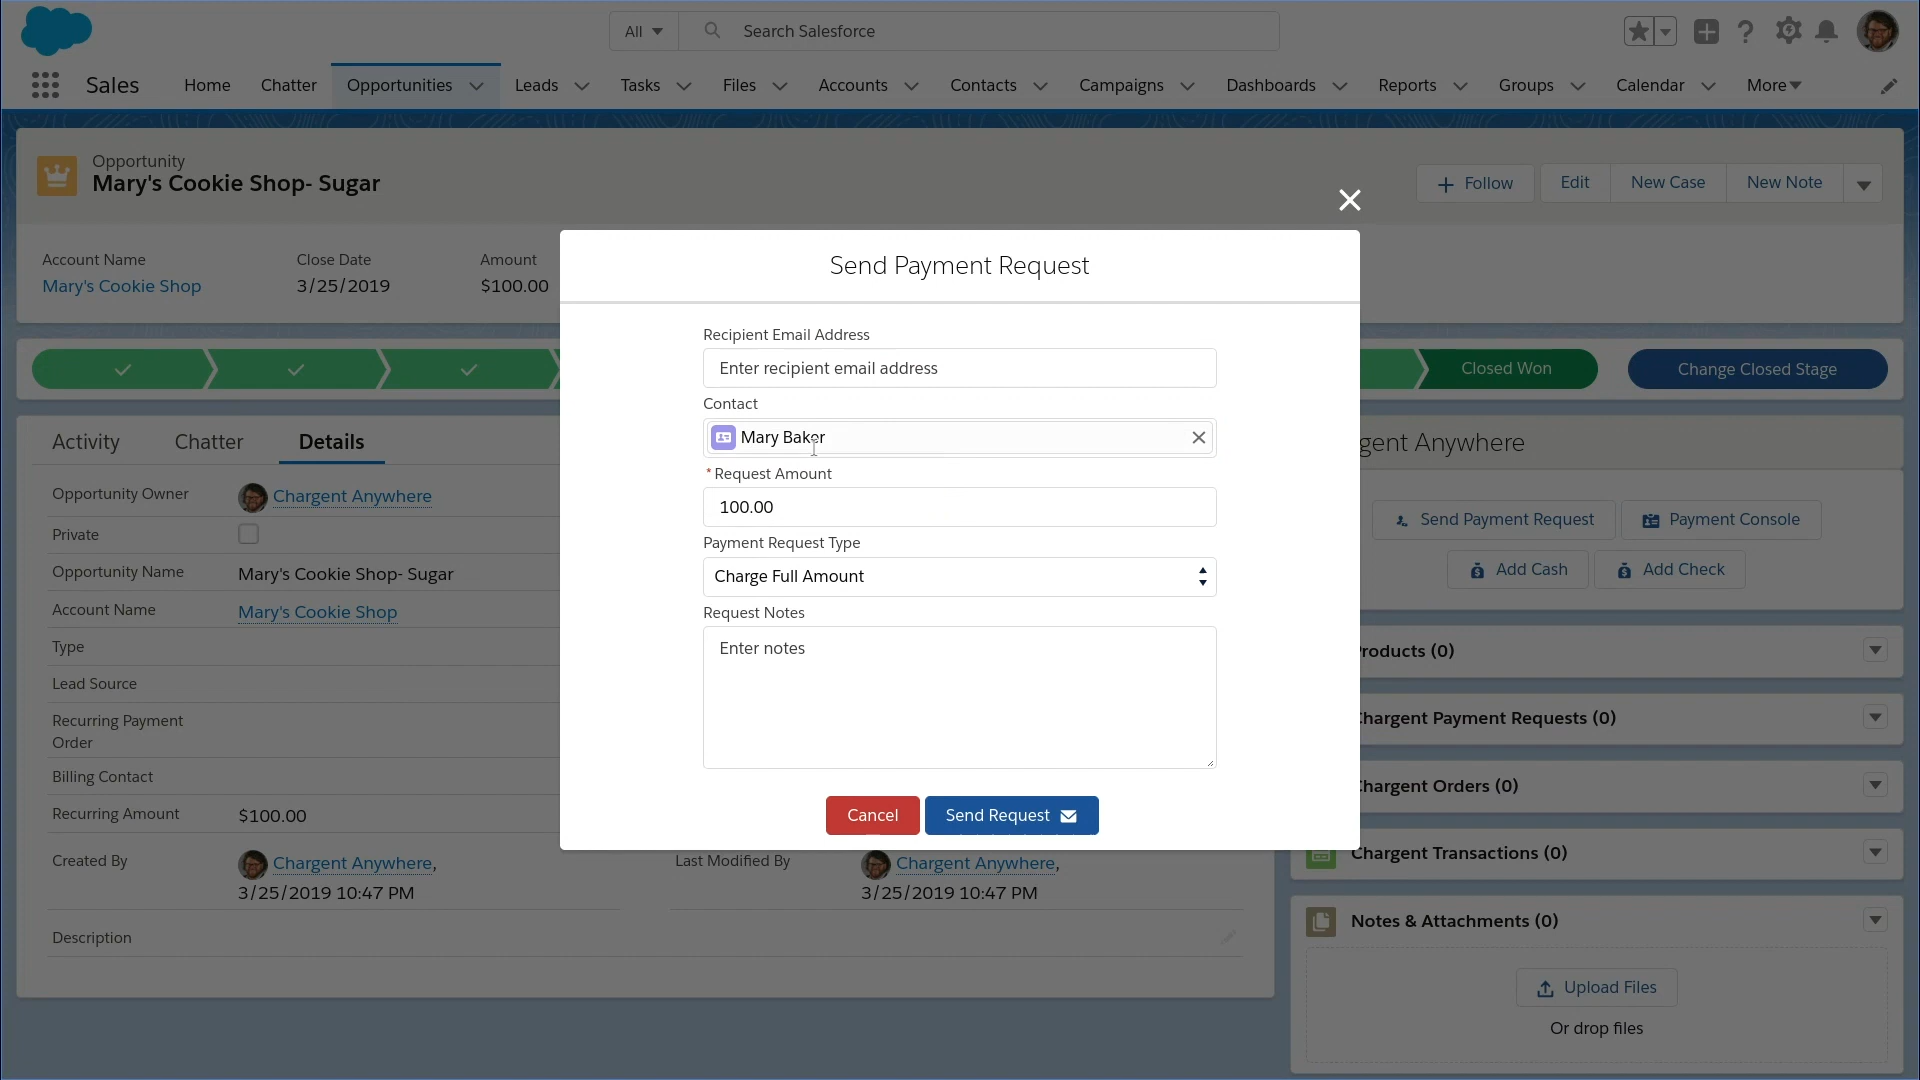 All
Search Salesforce
Sales
Home
Chatter
Opportunities
Leads
Tasks
Files
Accounts
Contacts
Campaigns
Dashboards
Reports
Groups
Calendar
More
Opportunity
Mary's Cookie Shop- Sugar
Follow
Edit
New Case
New Note
Account Name
Close Date
Amount
Mary's Cookie Shop
3/25/2019
$100.00
Closed Won
Change Closed Stage
Send Payment Request
Recipient Email Address
Enter recipient email address
Contact
Mary Baker
* Request Amount
100.00
Payment Request Type
Charge Full Amount
Request Notes
Enter notes
Cancel
Send Request
Activity
Chatter
Details
Opportunity Owner
Chargent Anywhere
Private
Opportunity Name
Mary's Cookie Shop- Sugar
Account Name
Mary's Cookie Shop
Type
Lead Source
Recurring Payment
Order
Billing Contact
Recurring Amount
$100.00
Created By
Chargent Anywhere,
3/25/2019 10:47 PM
Last Modified By
Chargent Anywhere,
3/25/2019 10:47 PM
Description
gent Anywhere
Send Payment Request
Payment Console
Add Cash
Add Check
Products (0)
Chargent Payment Requests (0)
Chargent Orders (0)
Chargent Transactions (0)
Notes & Attachments (0)
Upload Files
Or drop files